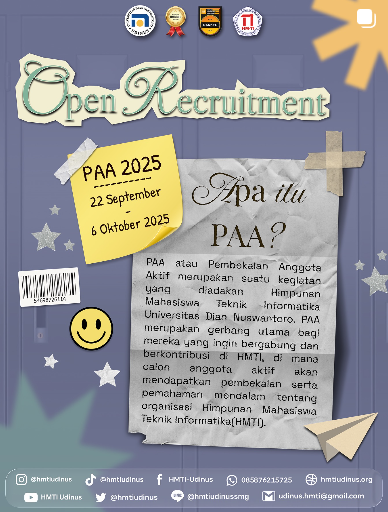 Open Recruitment
PAA 2025
22 September
-
6 Oktober 2025
Apa itu
PAA?
PAA atau Pembekalan Anggota
Aktif merupakan suatu kegiatan
yang diadakan Himpunan
Mahasiswa Teknik Informatika
Universitas Dian Nuswantoro. PAA
merupakan gerbang utama bagi
mereka yang ingin bergabung dan
berkontribusi di HMTI, di mana
calon anggota aktif akan
mendapatkan pembekalan serta
pemahaman mendalam tentang
organisasi Himpunan Mahasiswa
Teknik Informatika(HMTI).
@hmtiudinus @hmtiudinus HMTI-Udinus 085876215725 hmtiudinus.org
HMTI Udinus @hmtiudinus @hmtiudinussmg udinus.hmti@gmail.com